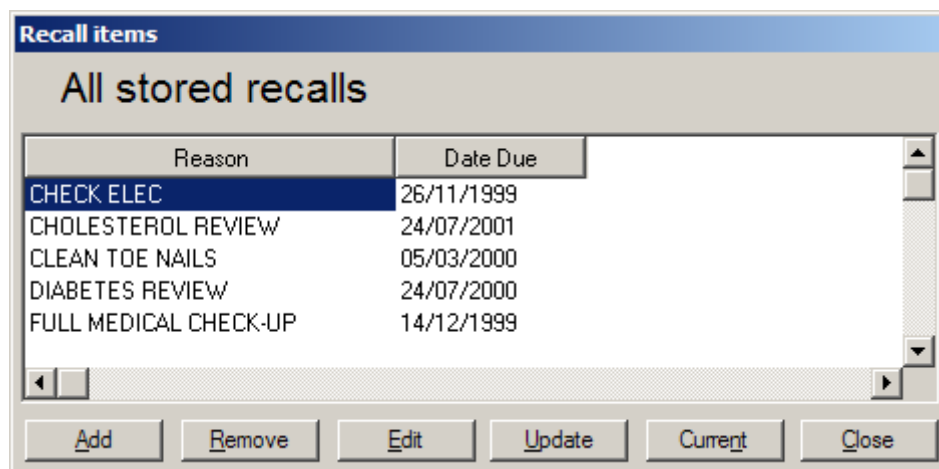 Recall items
All stored recalls
Reason Date Due
CHECK ELEC 26/11/1999
CHOLESTEROL REVIEW 24/07/2001
CLEAN TOE NAILS 05/03/2000
DIABETES REVIEW 24/07/2000
FULL MEDICAL CHECK-UP 14/12/1999
Add Remove Edit Update Current Close